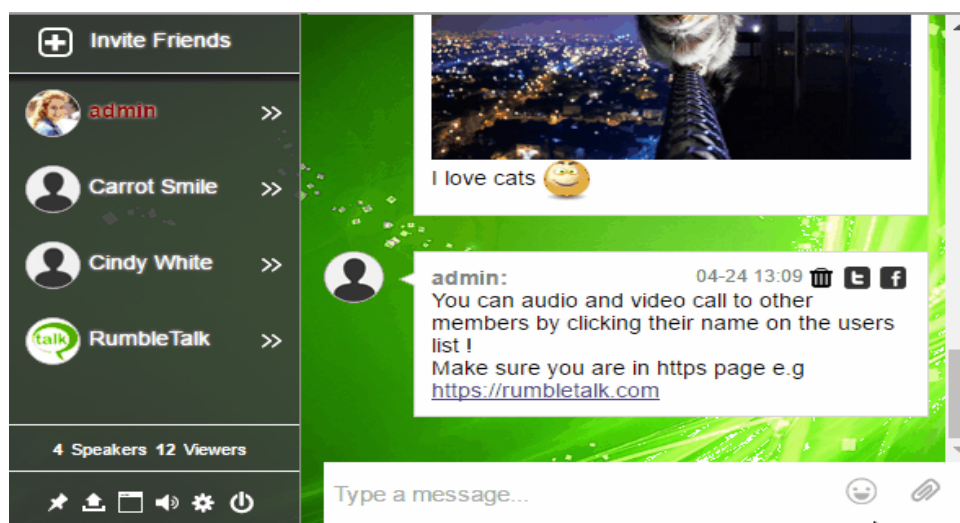 Invite Friends
admin
Carrot Smile
Cindy White
talk
RumbleTalk
4 Speakers 12 Viewers
I love cats
admin:
04-24 13:09
You can audio and video call to other
members by clicking their name on the users
list !
Make sure you are in https page e.g
https://rumbletalk.com
Type a message...